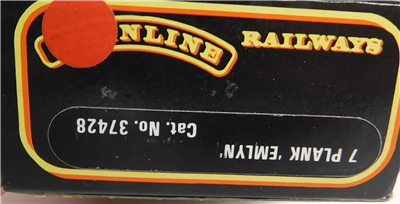 NLINE RAILWAYS
7 PLANK 'EMLYN' Cat. No. 37428